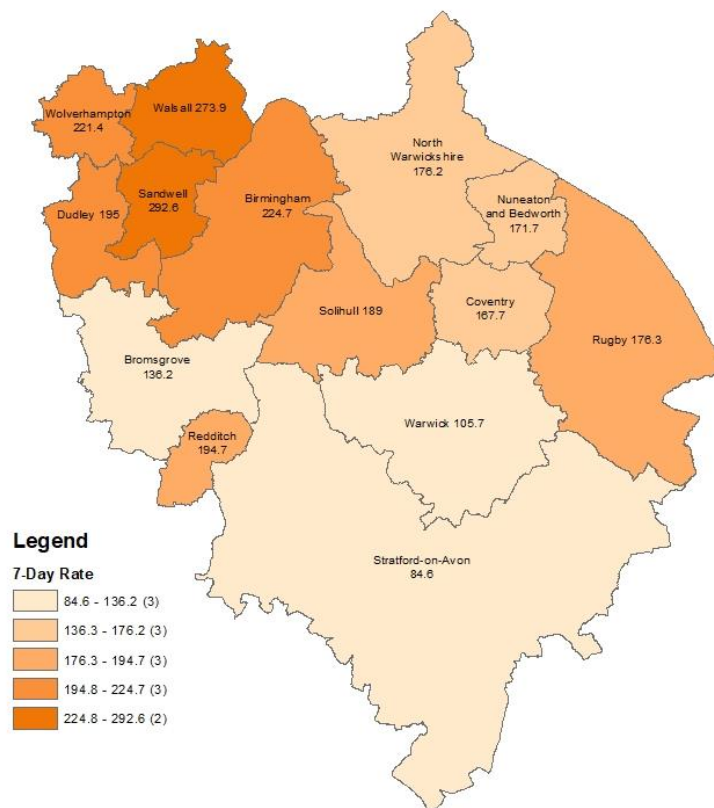 Walsall 273.9
Wolverhampton
221.4
North
Warwickshire
176.2
Sandwell
292.6
Birmingham
224.7
Nuneaton
and Bedworth
171.7
Dudley 195
Solihull 189
Coventry
167.7
Rugby 176.3
Bromsgrove
136.2
Warwick 105.7
Redditch
194.7
Stratford-on-Avon
84.6
Legend
7-Day Rate
84.6 - 136.2 (3)
136.3 - 176.2 (3)
176.3 - 194.7 (3)
194.8 - 224.7 (3)
224.8 - 292.6 (2)